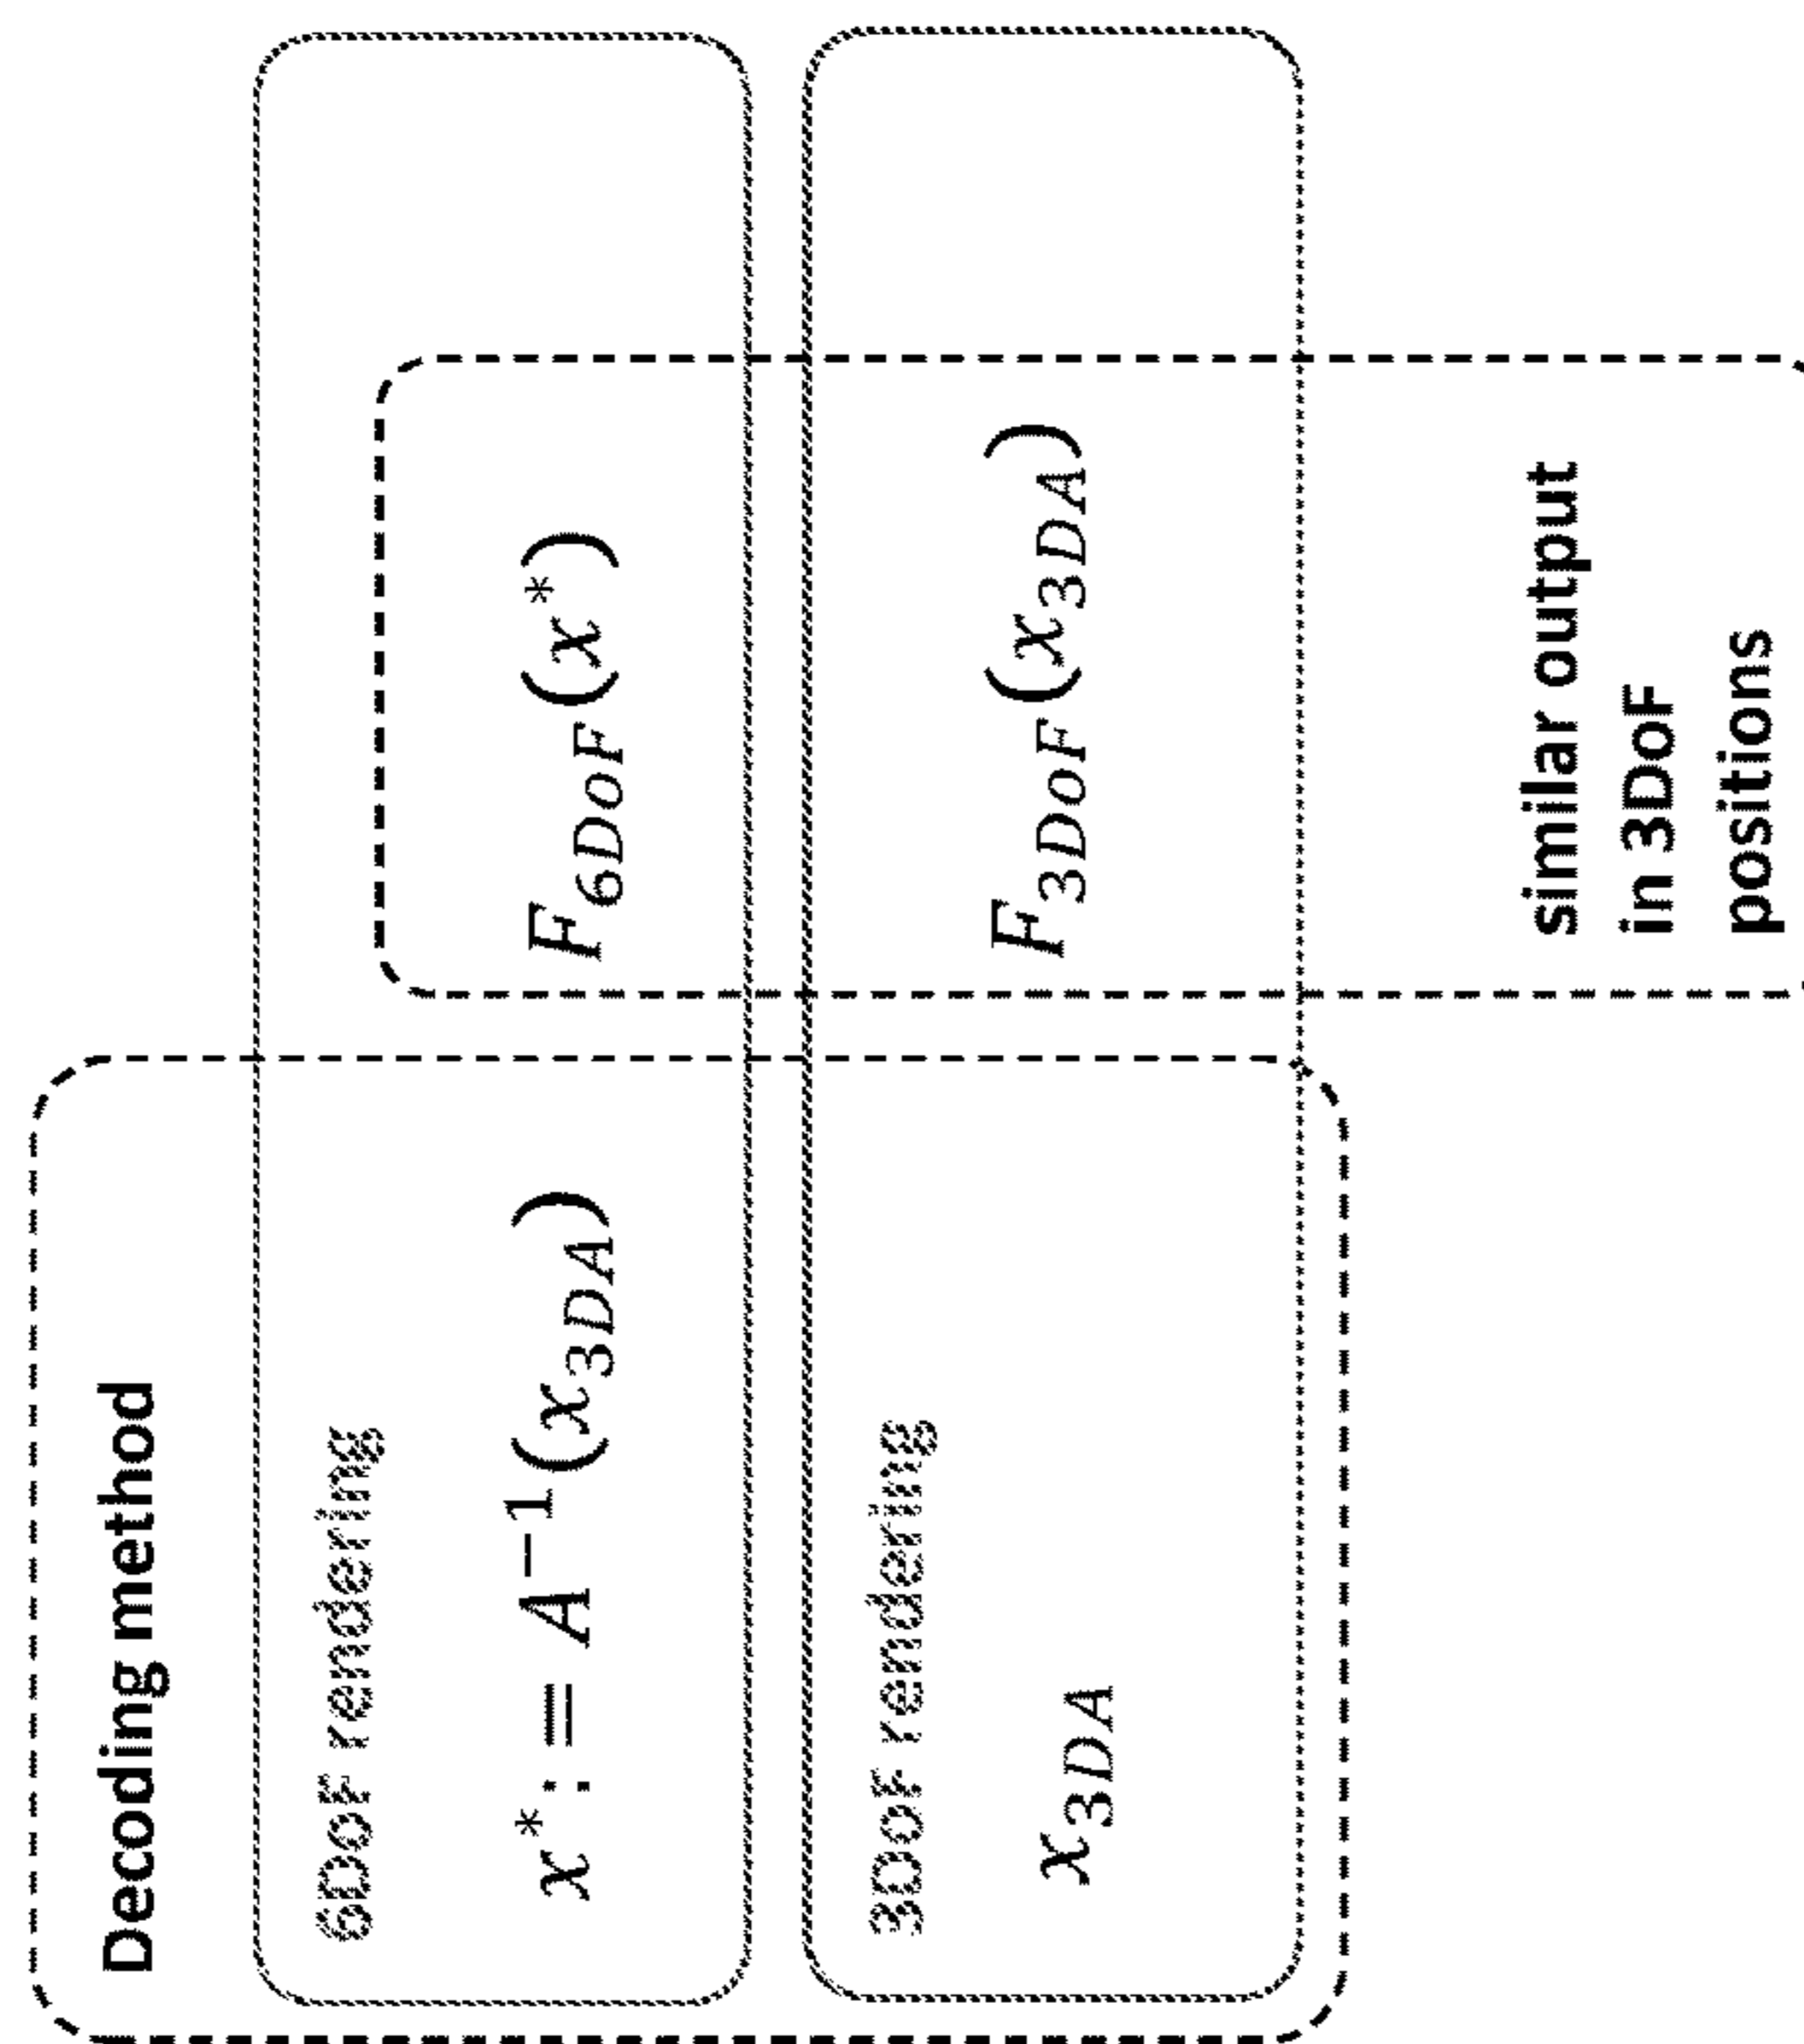 Decoding method
6DoF rendering
x* := A⁻¹(x₃DA)
F₆DoF(x*)
3DoF rendering
x₃DA
F₃DoF(x₃DA)
similar output
in 3DoF
positions